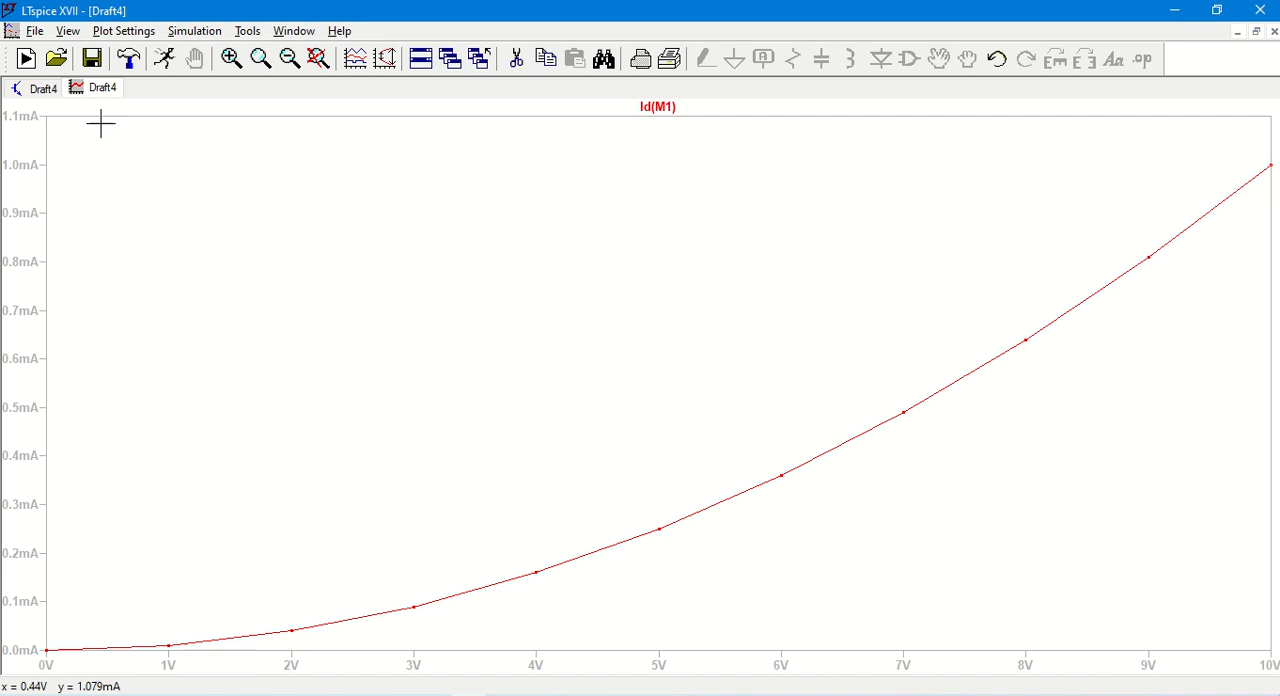 LTspice XVII - [Draft4]
File View Plot Settings Simulation Tools Window Help
A Aa .op
Draft4 Draft4
Id(M1)
1.1mA
1.0mA
0.9mA
0.8mA
0.7mA
0.6mA
0.5mA
0.4mA
0.3mA
0.2mA
0.1mA
0.0mA
0V 1V 2V 3V 4V 5V 6V 7V 8V 9V 10V
x = 0.44V y = 1.079mA